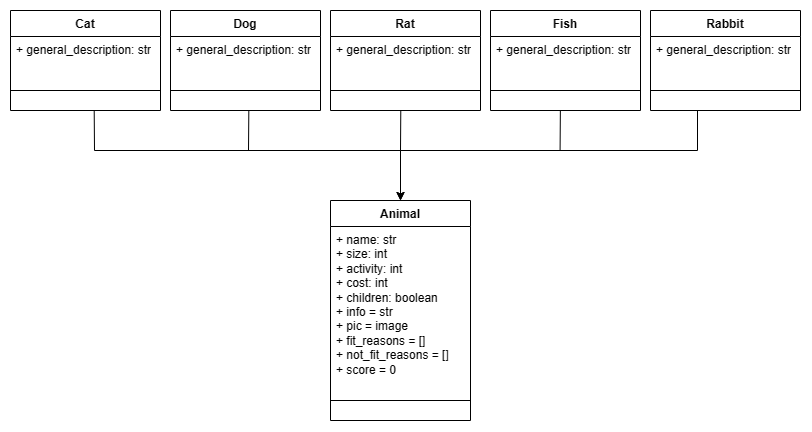 Cat
+ general_description: str
Dog
+ general_description: str
Rat
+ general_description: str
Fish
+ general_description: str
Rabbit
+ general_description: str
Animal
+ name: str
+ size: int
+ activity: int
+ cost: int
+ children: boolean
+ info = str
+ pic = image
+ fit_reasons = []
+ not_fit_reasons = []
+ score = 0